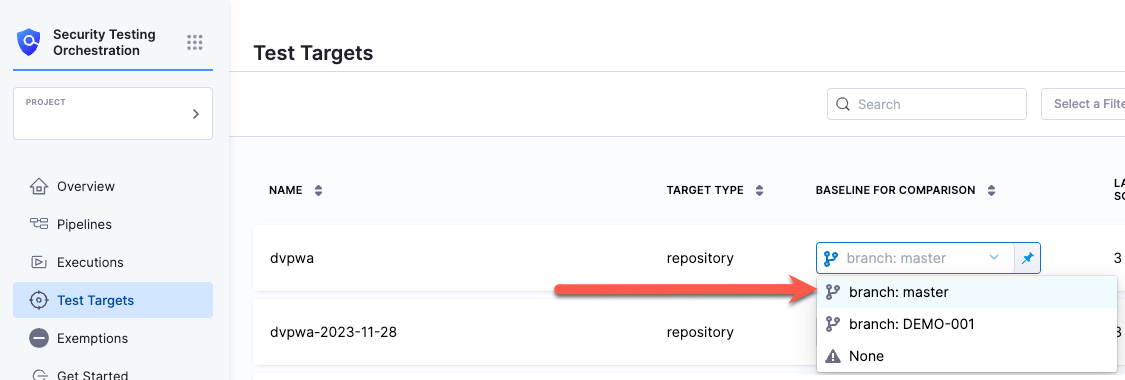 Security Testing
Orchestration
PROJECT
Overview
Pipelines
Executions
Test Targets
Exemptions
Get Started
Test Targets
Search
Select a Filte
NAME
TARGET TYPE
BASELINE FOR COMPARISON
LA
SC
dvpwa
repository
branch: master
3
branch: master
branch: DEMO-001
None
dvpwa-2023-11-28
repository